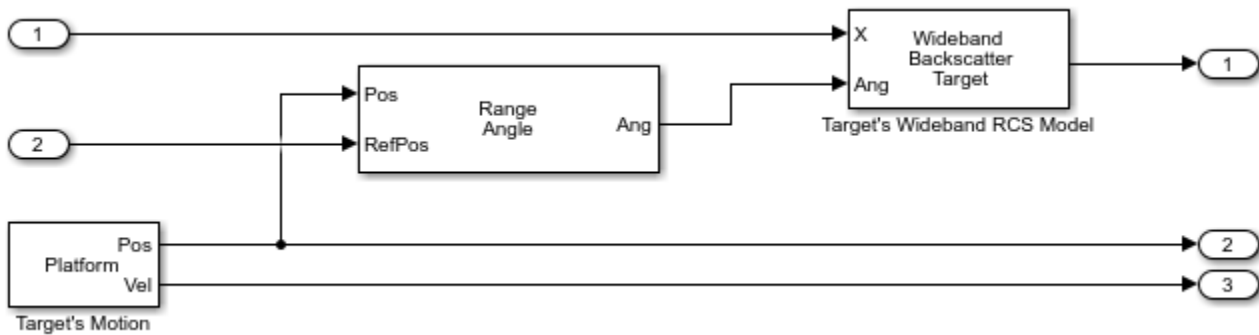 1
X
Wideband
Backscatter
Target
Ang
1
Target's Wideband RCS Model
Pos
Range
Angle
Ang
RefPos
2
Pos
Platform
Vel
Target's Motion
2
3